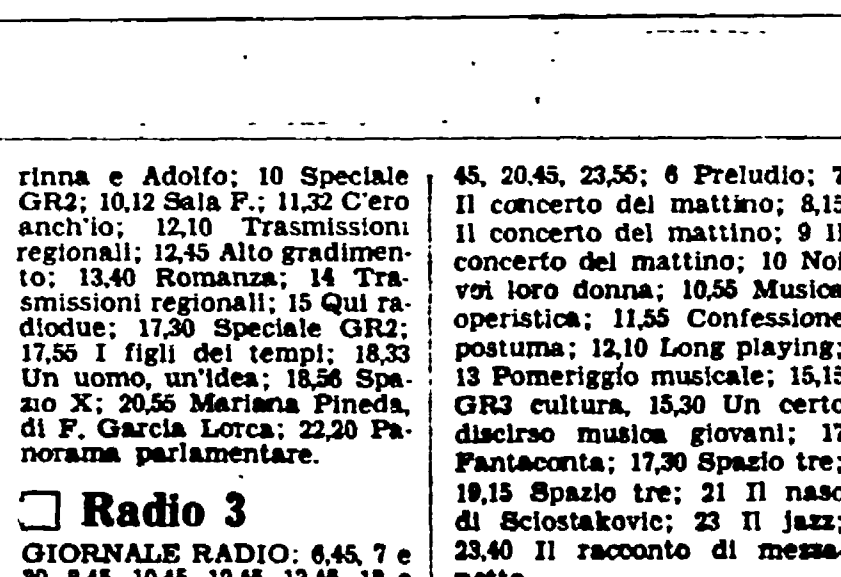 rinna e Adolfo; 10 Speciale
GR2; 10,12 Sala F.; 11,32 C'ero
anch'io; 12,10 Trasmissioni
regionali; 12,45 Alto gradimen-
to; 13,40 Romanza; 14 Tra-
smissioni regionali; 15 Qui ra-
diodue; 17,30 Speciale GR2;
17,55 I figli dei tempi; 18,33
Un uomo, un'idea; 18,56 Spa-
zio X; 20,55 Mariana Pineda,
di F. Garcia Lorca; 22,20 Pa-
norama parlamentare.
Radio 3
GIORNALE RADIO: 6,45, 7 e
45, 20,45, 23,55; 6 Preludio; 7
Il concerto del mattino; 8,15
Il concerto del mattino; 9 Il
concerto del mattino; 10 Noi
voi loro donna; 10,55 Musica
operistica; 11,55 Confessione
postuma; 12,10 Long playing;
13 Pomeriggio musicale; 15,15
GR3 cultura, 15,30 Un certo
discirso musica giovani; 17
Fantaconta; 17,30 Spazio tre;
19,15 Spazio tre; 21 Il naso
di Sciostakovic; 23 Il jazz;
23,40 Il racconto di mezza-